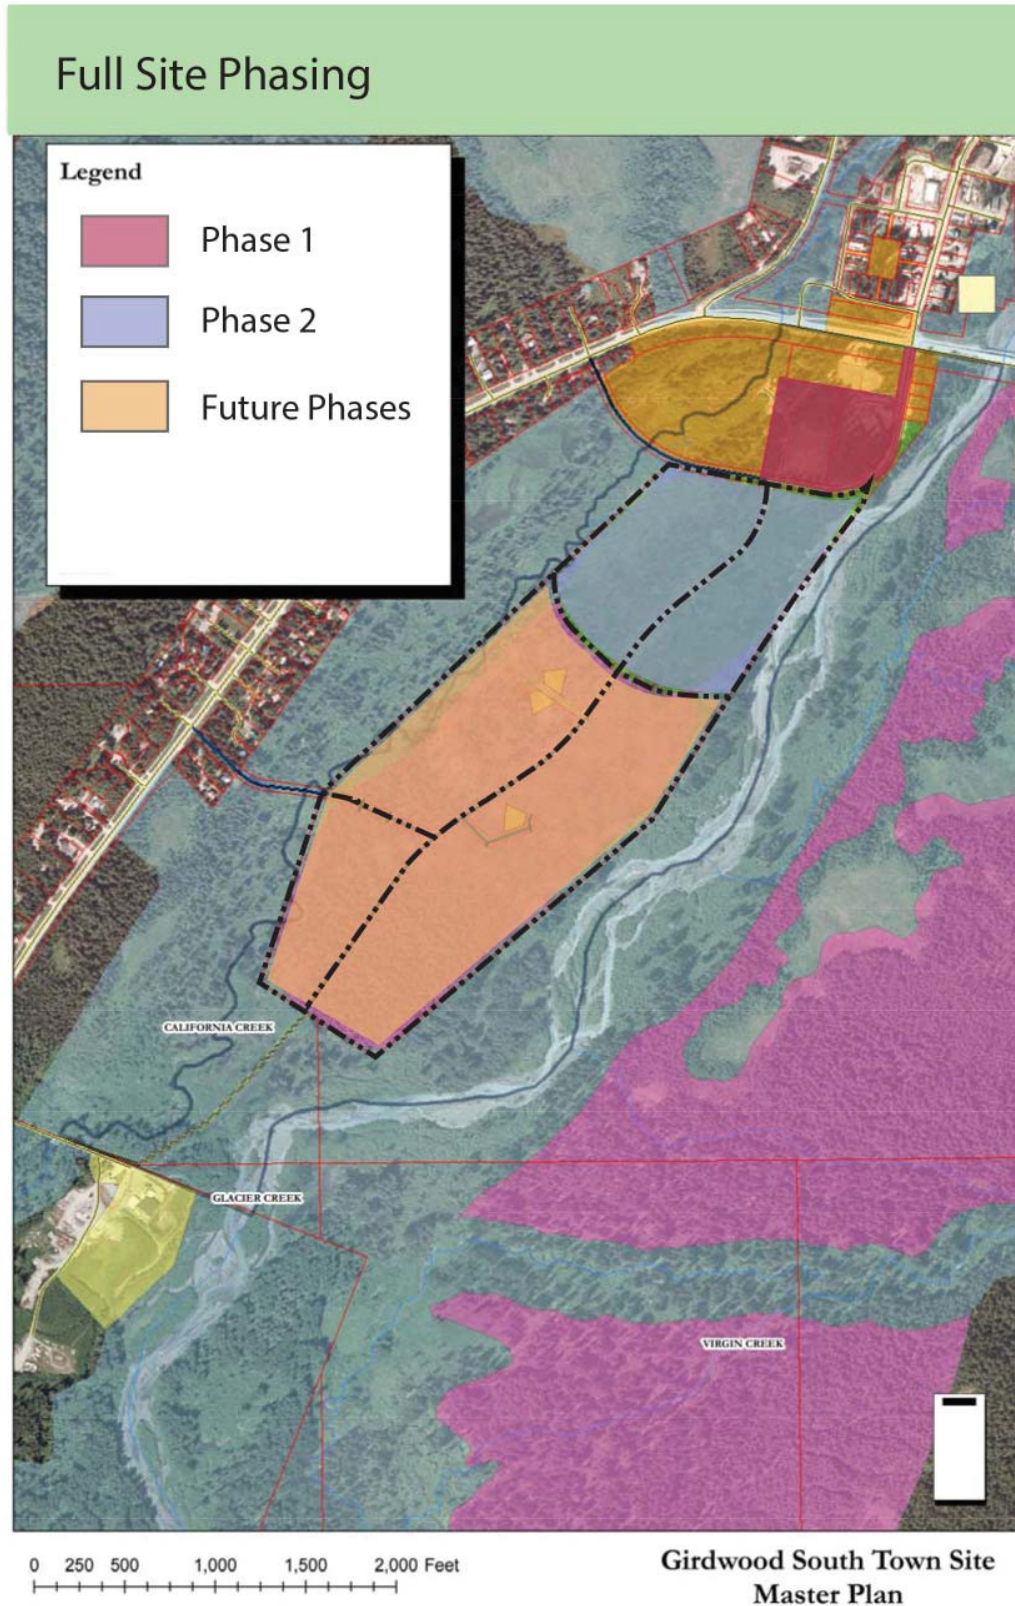 Full Site Phasing
Legend
Phase 1
Phase 2
Future Phases
CALIFORNIA CREEK
GLACIER CREEK
VIRGIN CREEK
0 250 500 1,000 1,500 2,000 Feet
Girdwood South Town Site
Master Plan